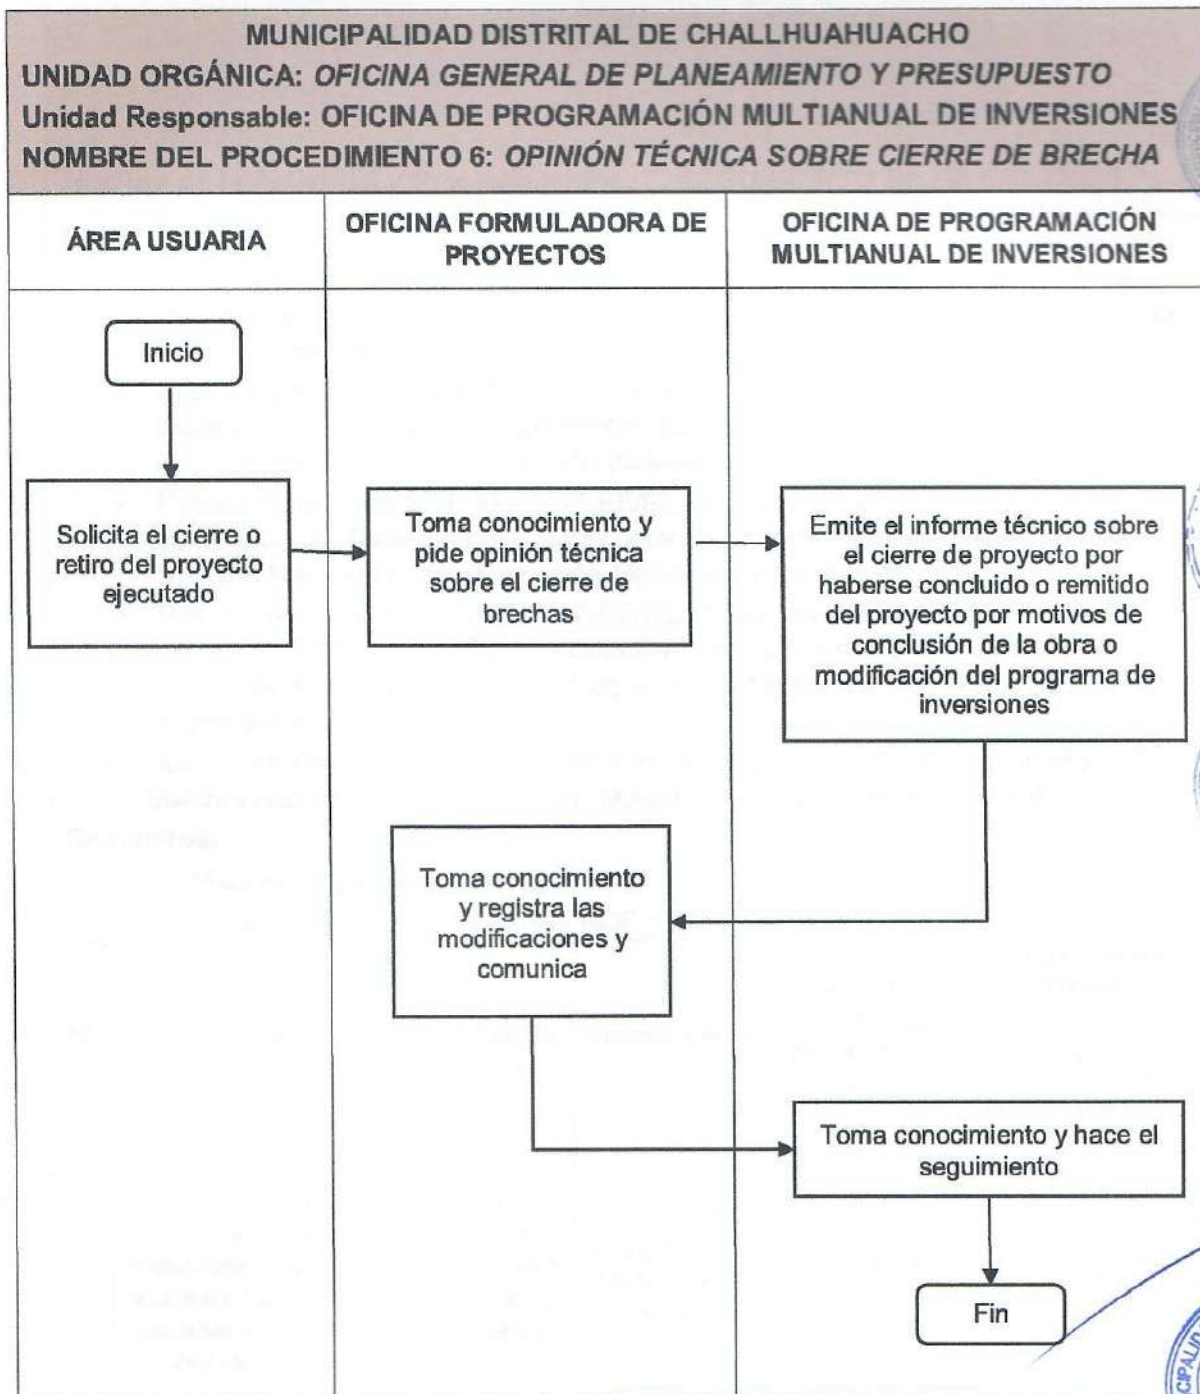 MUNICIPALIDAD DISTRITAL DE CHALLHUAHUACHO
UNIDAD ORGÁNICA: OFICINA GENERAL DE PLANEAMIENTO Y PRESUPUESTO
Unidad Responsable: OFICINA DE PROGRAMACIÓN MULTIANUAL DE INVERSIONES
NOMBRE DEL PROCEDIMIENTO 6: OPINIÓN TÉCNICA SOBRE CIERRE DE BRECHA
ÁREA USUARIA
OFICINA FORMULADORA DE
PROYECTOS
OFICINA DE PROGRAMACIÓN
MULTIANUAL DE INVERSIONES
Inicio
Solicita el cierre o
retiro del proyecto
ejecutado
Toma conocimiento y
pide opinión técnica
sobre el cierre de
brechas
Emite el informe técnico sobre
el cierre de proyecto por
haberse concluido o remitido
del proyecto por motivos de
conclusión de la obra o
modificación del programa de
inversiones
Toma conocimiento
y registra las
modificaciones y
comunica
Toma conocimiento y hace el
seguimiento
Fin